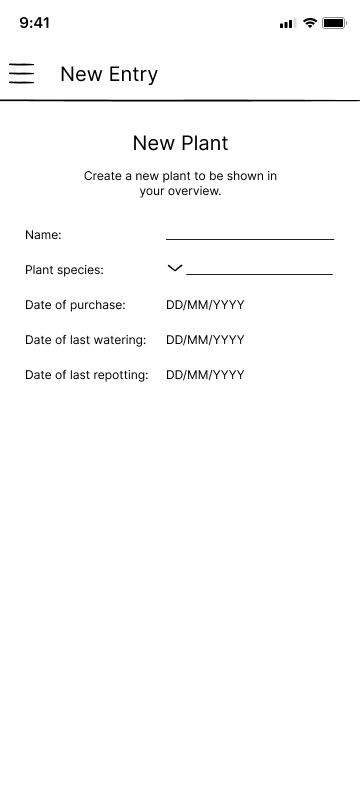 9:41
New Entry
New Plant
Create a new plant to be shown in
your overview.
Name:
Plant species:
Date of purchase: DD/MM/YYYY
Date of last watering: DD/MM/YYYY
Date of last repotting: DD/MM/YYYY